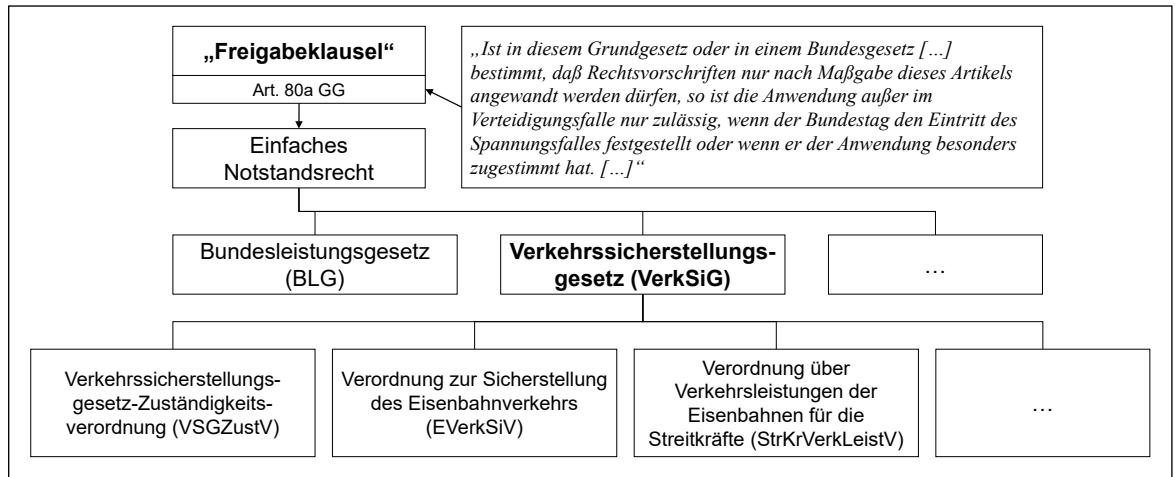 „Freigabeklausel“
Art. 80a GG
„Ist in diesem Grundgesetz oder in einem Bundesgesetz […]
bestimmt, daß Rechtsvorschriften nur nach Maßgabe dieses Artikels
angewandt werden dürfen, so ist die Anwendung außer im
Verteidigungsfalle nur zulässig, wenn der Bundestag den Eintritt des
Spannungsfalles festgestellt oder wenn er der Anwendung besonders
zugestimmt hat. […]“
Einfaches
Notstandsrecht
Bundesleistungsgesetz
(BLG)
Verkehrssicherstellungs-
gesetz (VerkSiG)
…
Verkehrssicherstellungs-
gesetz-Zuständigkeits-
verordnung (VSGZustV)
Verordnung zur Sicherstellung
des Eisenbahnverkehrs
(EVerkSiV)
Verordnung über
Verkehrsleistungen der
Eisenbahnen für die
Streitkräfte (StrKrVerkLeistV)
…